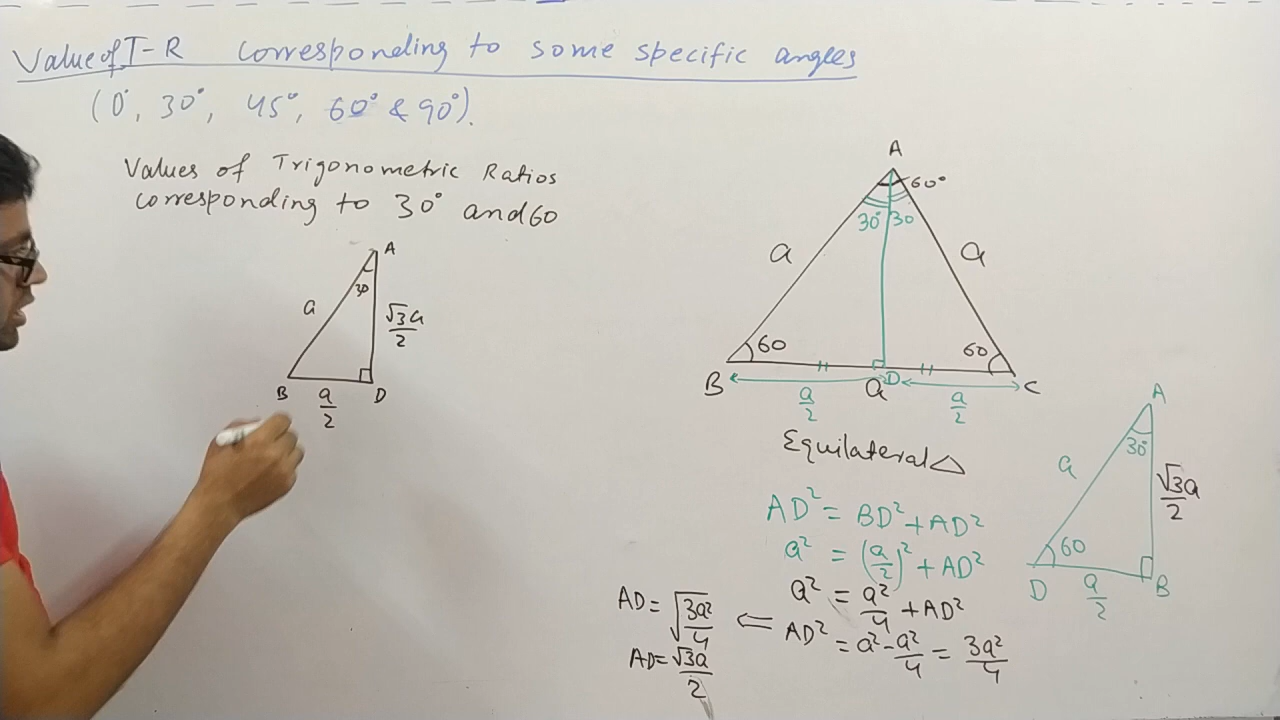 Value of T-R Corresponding to some specific angles
(0°, 30°, 45°, 60° & 90°).
Values of Trigonometric Ratios
corresponding to 30° and 60
A
30
a
√3a/2
B
a/2
D
A
60°
30° 30
a
a
60
60
B
D
C
a/2
a
a/2
Equilateral △
AD² = BD² + AD²
a² = (a/2)² + AD²
a² = a²/4 + AD²
AD² = a² - a²/4 = 3a²/4
⇐
AD = √3a²/4
AD = √3a/2
A
30°
a
√3a/2
60
D
a/2
B